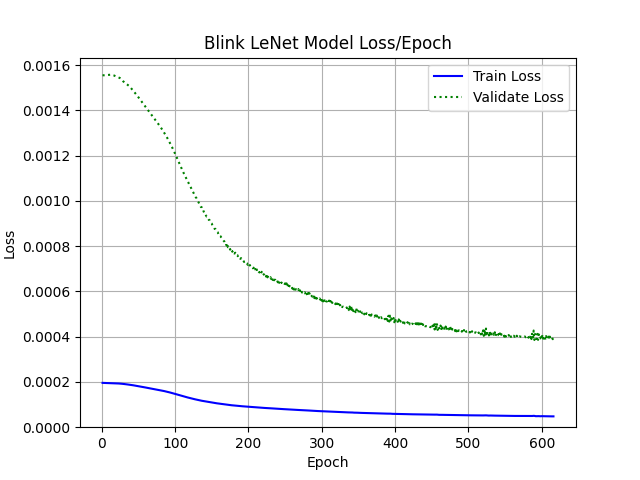 Blink LeNet Model Loss/Epoch
Train Loss
Validate Loss
0.0016
0.0014
0.0012
0.0010
0.0008
0.0006
0.0004
0.0002
0.0000
Loss
0 100 200 300 400 500 600
Epoch